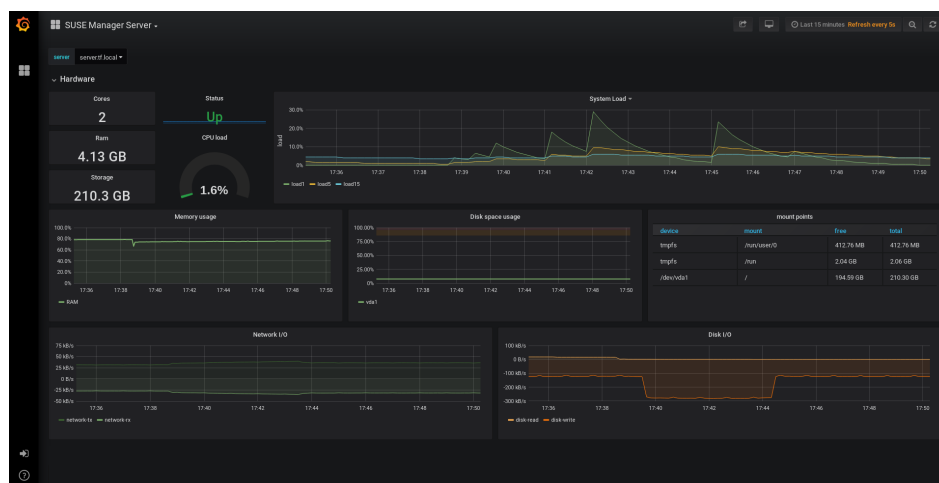 SUSE Manager Server
Last 15 minutes Refresh every 5s
server server.tf.local
Hardware
Cores
2
Ram
4.13 GB
Storage
210.3 GB
Status
Up
CPU load
1.6%
System Load
load
30.0%
20.0%
10.0%
0%
17:36 17:37 17:38 17:39 17:40 17:41 17:42 17:43 17:44 17:45 17:46 17:47 17:48 17:49 17:50
load1 load5 load15
Memory usage
100.0%
80.0%
60.0%
40.0%
20.0%
0%
17:36 17:38 17:40 17:42 17:44 17:46 17:48 17:50
RAM
Disk space usage
100.00%
75.00%
50.00%
25.00%
0%
17:36 17:38 17:40 17:42 17:44 17:46 17:48 17:50
vda1
mount points
device mount free total
tmpfs /run/user/0 412.76 MB 412.76 MB
tmpfs /run 2.04 GB 2.06 GB
/dev/vda1 / 194.59 GB 210.30 GB
Network I/O
75 kB/s
50 kB/s
25 kB/s
0 B/s
-25 kB/s
-50 kB/s
17:36 17:38 17:40 17:42 17:44 17:46 17:48 17:50
network-tx network-rx
Disk I/O
100 kB/s
0 B/s
-100 kB/s
-200 kB/s
-300 kB/s
17:36 17:38 17:40 17:42 17:44 17:46 17:48 17:50
disk-read disk-write
?